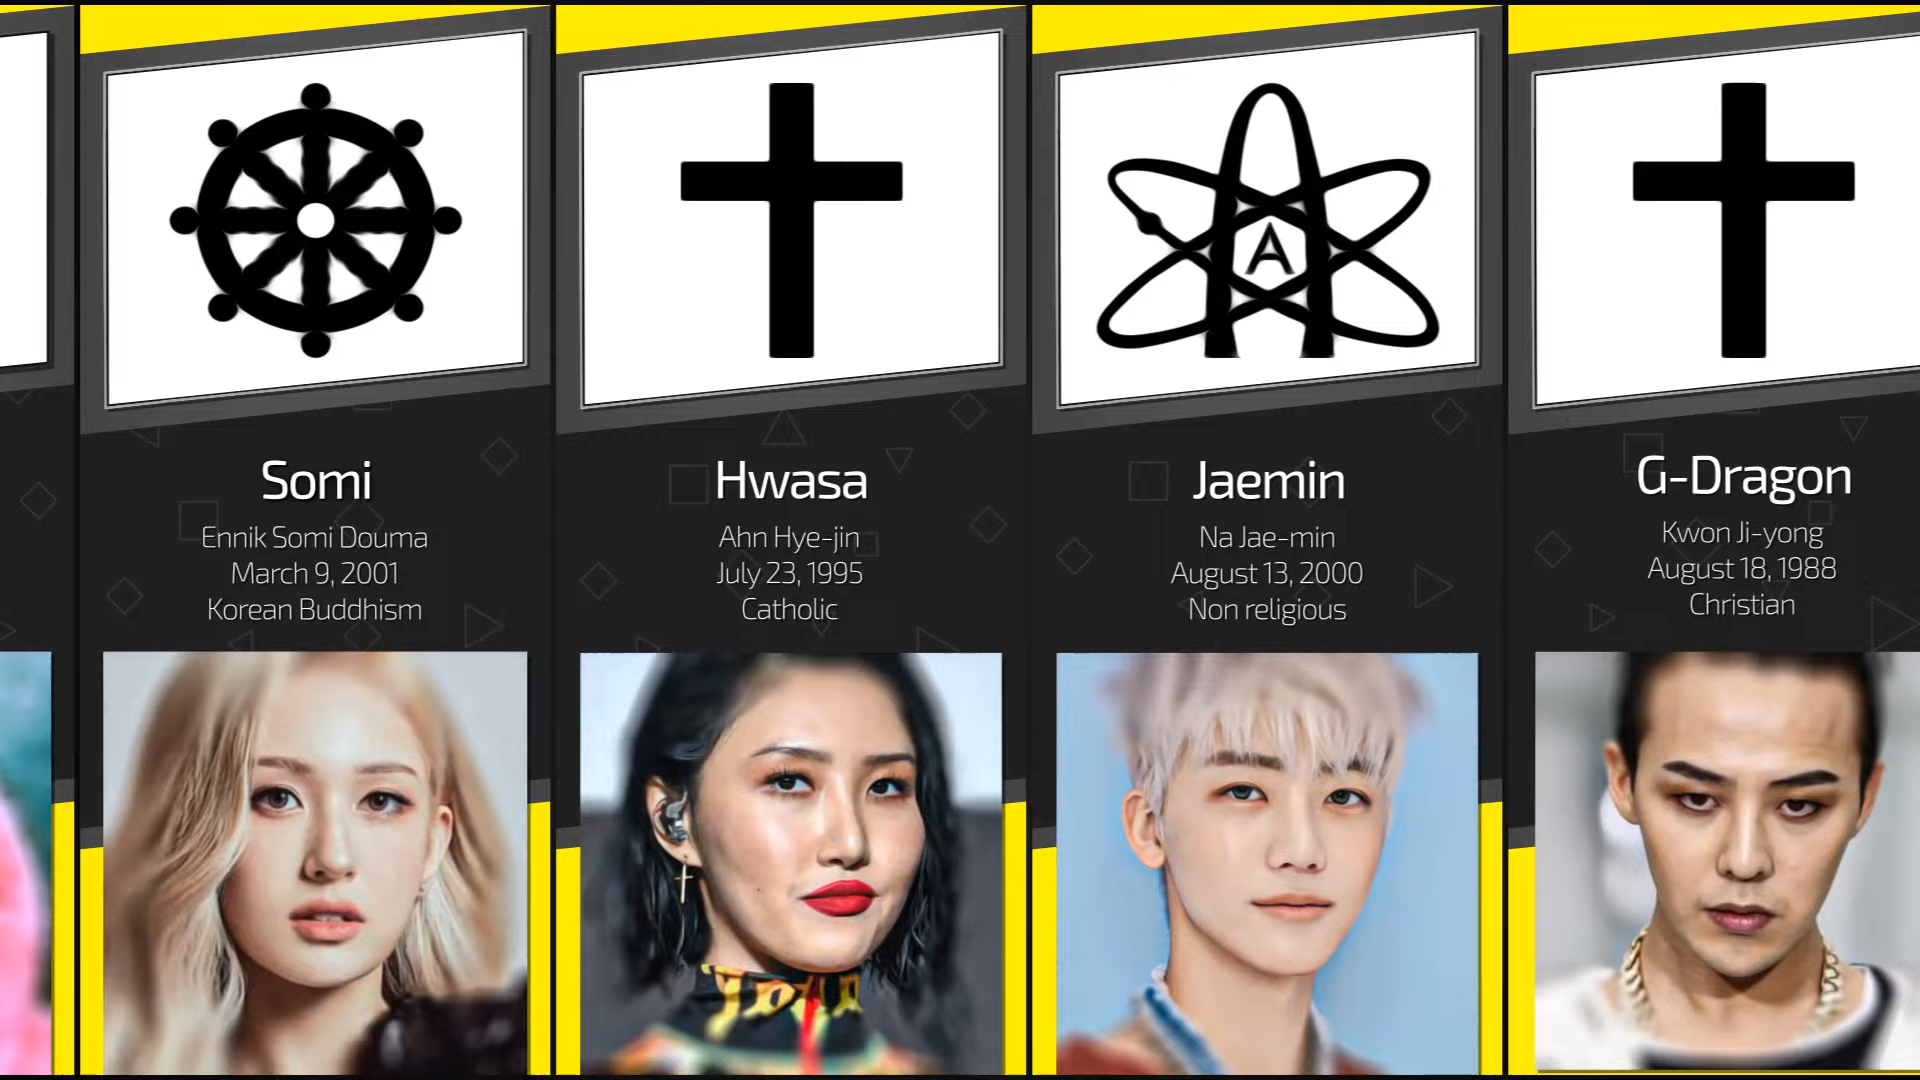 A
Somi
Ennik Somi Douma
March 9, 2001
Korean Buddhism
Hwasa
Ahn Hye-jin
July 23, 1995
Catholic
Jaemin
Na Jae-min
August 13, 2000
Non religious
G-Dragon
Kwon Ji-yong
August 18, 1988
Christian